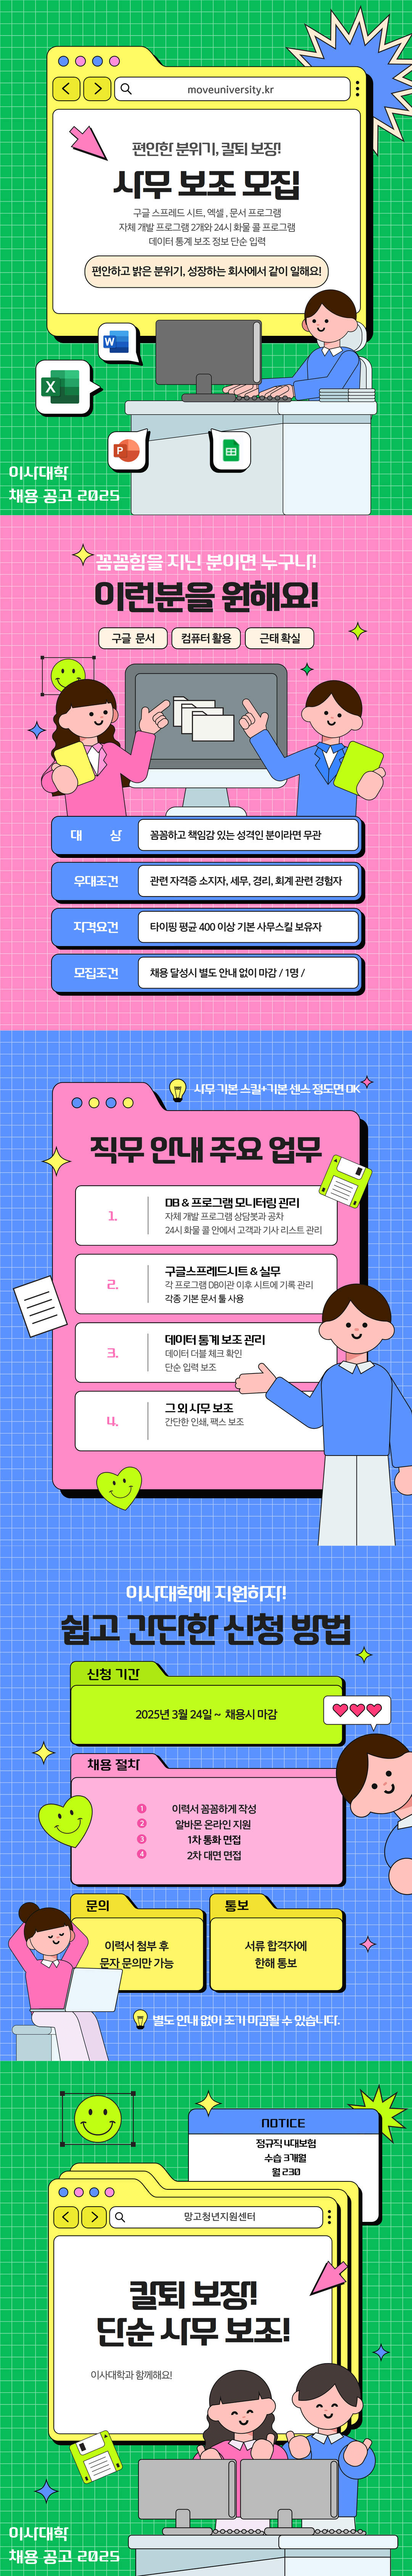 moveuniversity.kr
편안한 분위기, 칼퇴 보장!
사무 보조 모집
구글 스프레드 시트, 엑셀 , 문서 프로그램
자체 개발 프로그램 2개와 24시 화물 콜 프로그램
데이터 통계 보조 정보 단순 입력
편안하고 밝은 분위기, 성장하는 회사에서 같이 일해요!
W
X
P
이사대학
채용 공고 2025
꼼꼼함을 지닌 분이면 누구나!
이런분을 원해요!
구글 문서
컴퓨터 활용
근태 확실
대 상
꼼꼼하고 책임감 있는 성격인 분이라면 무관
우대조건
관련 자격증 소지자, 세무, 경리, 회계 관련 경험자
자격요건
타이핑 평균 400 이상 기본 사무스킬 보유자
모집조건
채용 달성시 별도 안내 없이 마감 / 1명 /
사무 기본 스킬+기본 센스 정도면 OK
직무 안내 주요 업무
1.
DB & 프로그램 모니터링 관리
자체 개발 프로그램 상담봇과 공차
24시 화물 콜 안에서 고객과 기사 리스트 관리
2.
구글스프레드시트 & 실무
각 프로그램 DB이관 이후 시트에 기록 관리
각종 기본 문서 툴 사용
3.
데이터 통계 보조 관리
데이터 더블 체크 확인
단순 입력 보조
4.
그 외 사무 보조
간단한 인쇄, 팩스 보조
이사대학에 지원하자!
쉽고 간단한 신청 방법
신청 기간
2025년 3월 24일 ~ 채용시 마감
채용 절차
1 이력서 꼼꼼하게 작성
2 알바몬 온라인 지원
3 1차 통화 면접
4 2차 대면 면접
문의
이력서 첨부 후
문자 문의만 가능
통보
서류 합격자에
한해 통보
별도 안내 없이 조기 마감될 수 있습니다.
NOTICE
정규직 4대보험
수습 3개월
월 230
망고청년지원센터
칼퇴 보장!
단순 사무 보조!
이사대학과 함께해요!
이사대학
채용 공고 2025